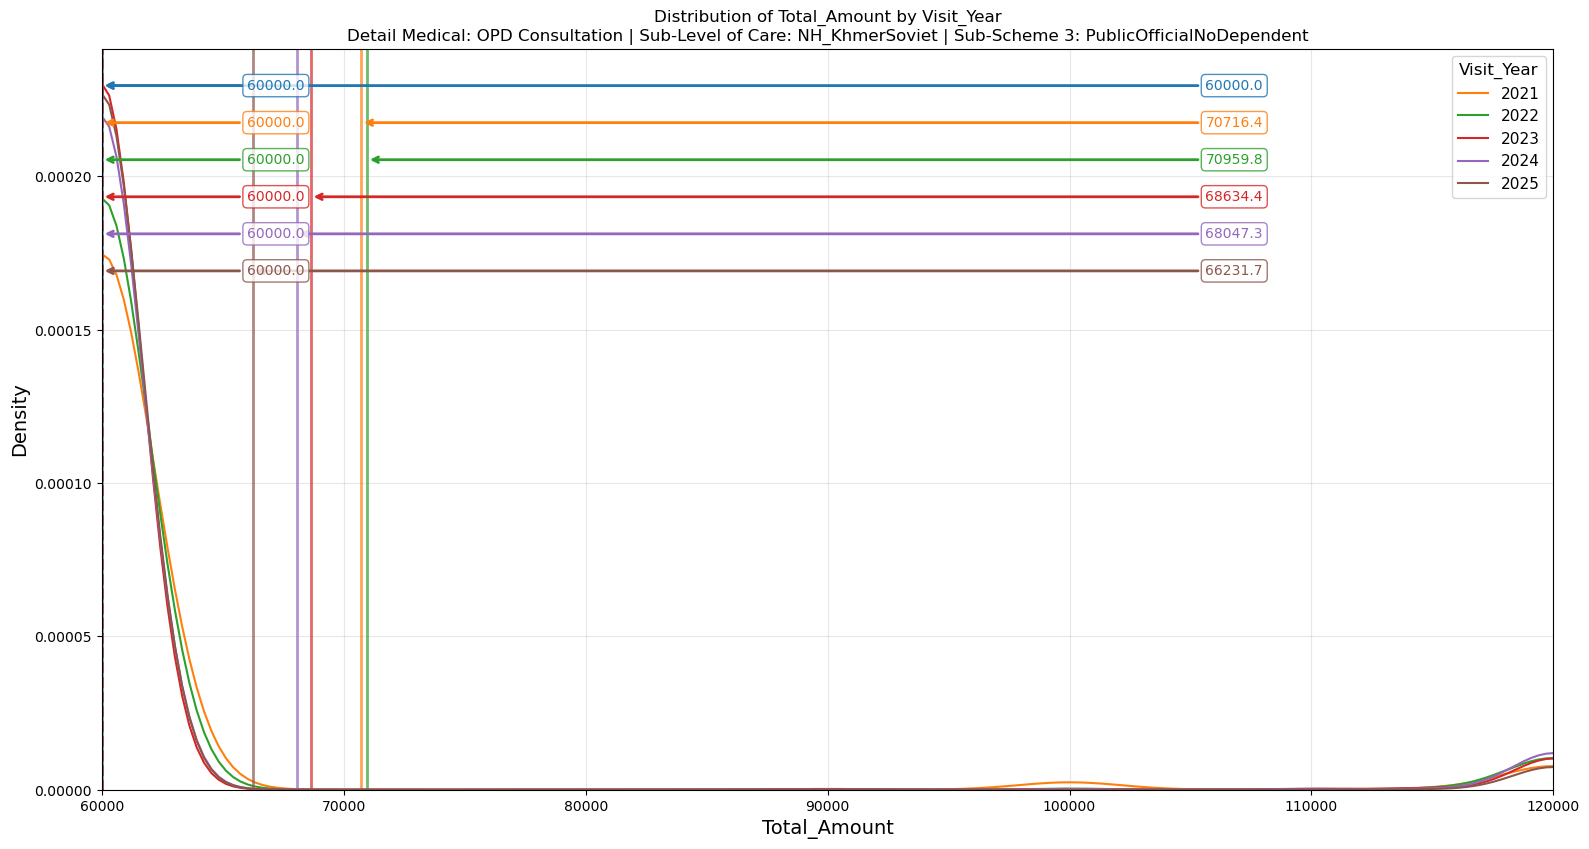 Distribution of Total_Amount by Visit_Year
Detail Medical: OPD Consultation | Sub-Level of Care: NH_KhmerSoviet | Sub-Scheme 3: PublicOfficialNoDependent
Visit_Year
2021
2022
2023
2024
2025
60000.0 60000.0
60000.0 70716.4
60000.0 70959.8
60000.0 68634.4
60000.0 68047.3
60000.0 66231.7
0.00020
0.00015
0.00010
0.00005
0.00000
Density
60000 70000 80000 90000 100000 110000 120000
Total_Amount